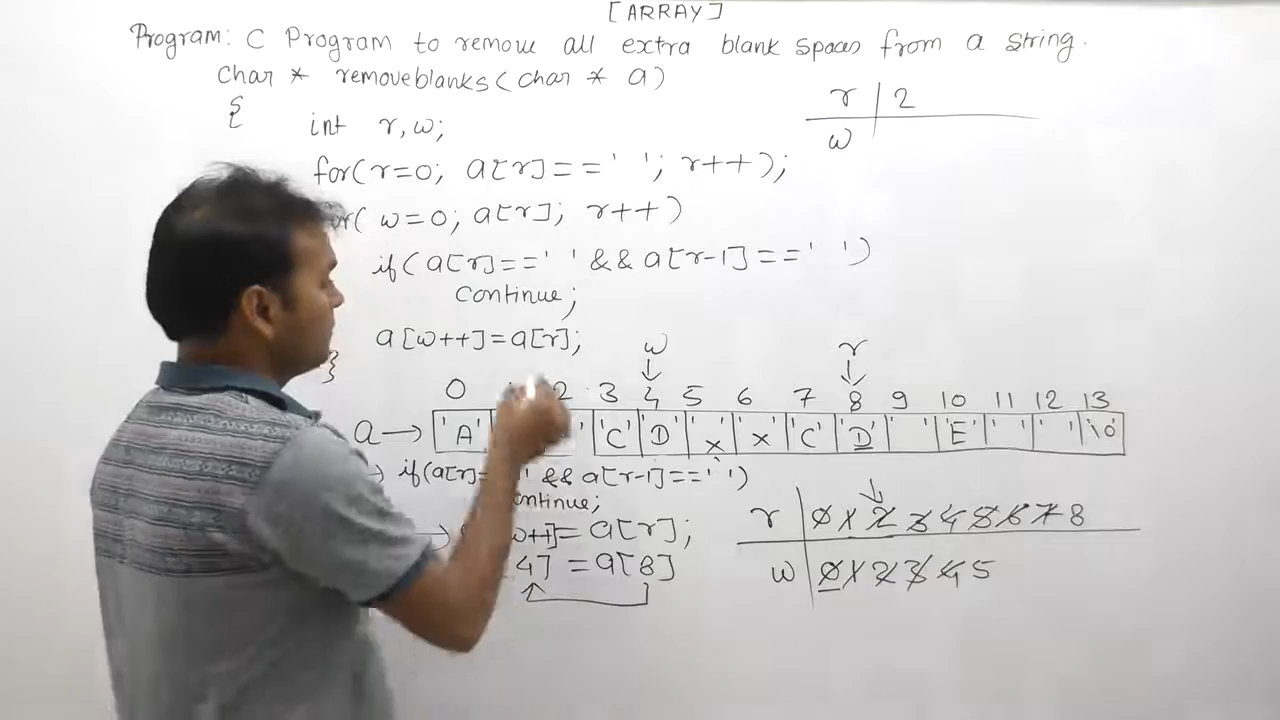 [ARRAY]
Program: C Program to remove all extra blank spaces from a string.
Char * removeblanks(char * a)
{
int r,w;
for(r=0; a[r]==' '; r++);
or( w=0; a[r]; r++)
if(a[r]==' ' && a[r-1]==' ')
Continue;
a[w++]=a[r];
}
r | 2
w
w r
↓ ↓
0 2 3 4 5 6 7 8 9 10 11 12 13
a→ 'A' ' 'C' 'D' 'x' 'x' 'C' 'D' ' ' 'E' ' ' ' ' '\0'
) if(a[r]= ' && a[r-1]==' ')
ontinue;
→ w++]=a[r];
4] = a[8]
r | 0 1 2 3 4 5 6 7 8
w | 0 1 2 3 4 5